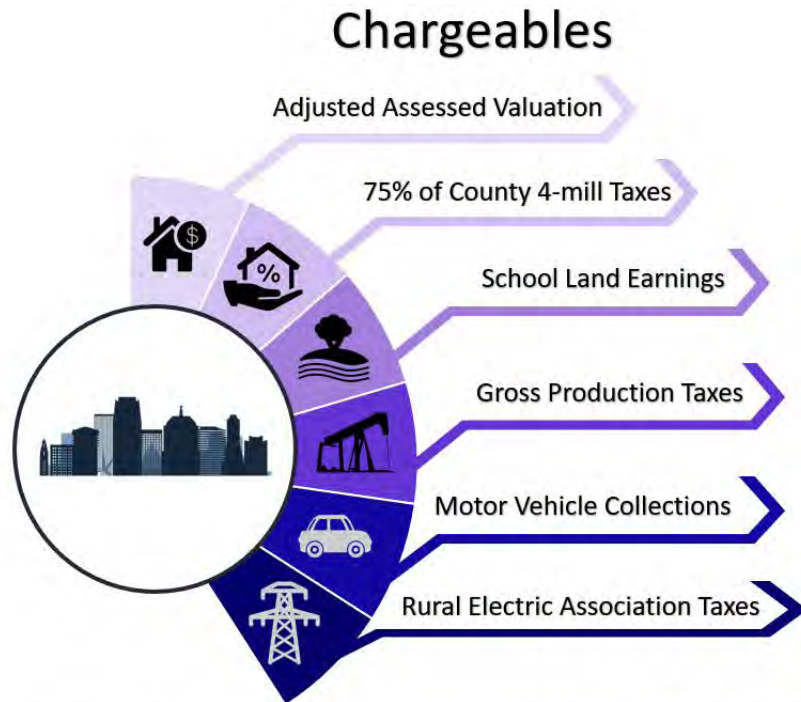 Chargeables
Adjusted Assessed Valuation
$
75% of County 4-mill Taxes
%
School Land Earnings
Gross Production Taxes
Motor Vehicle Collections
Rural Electric Association Taxes